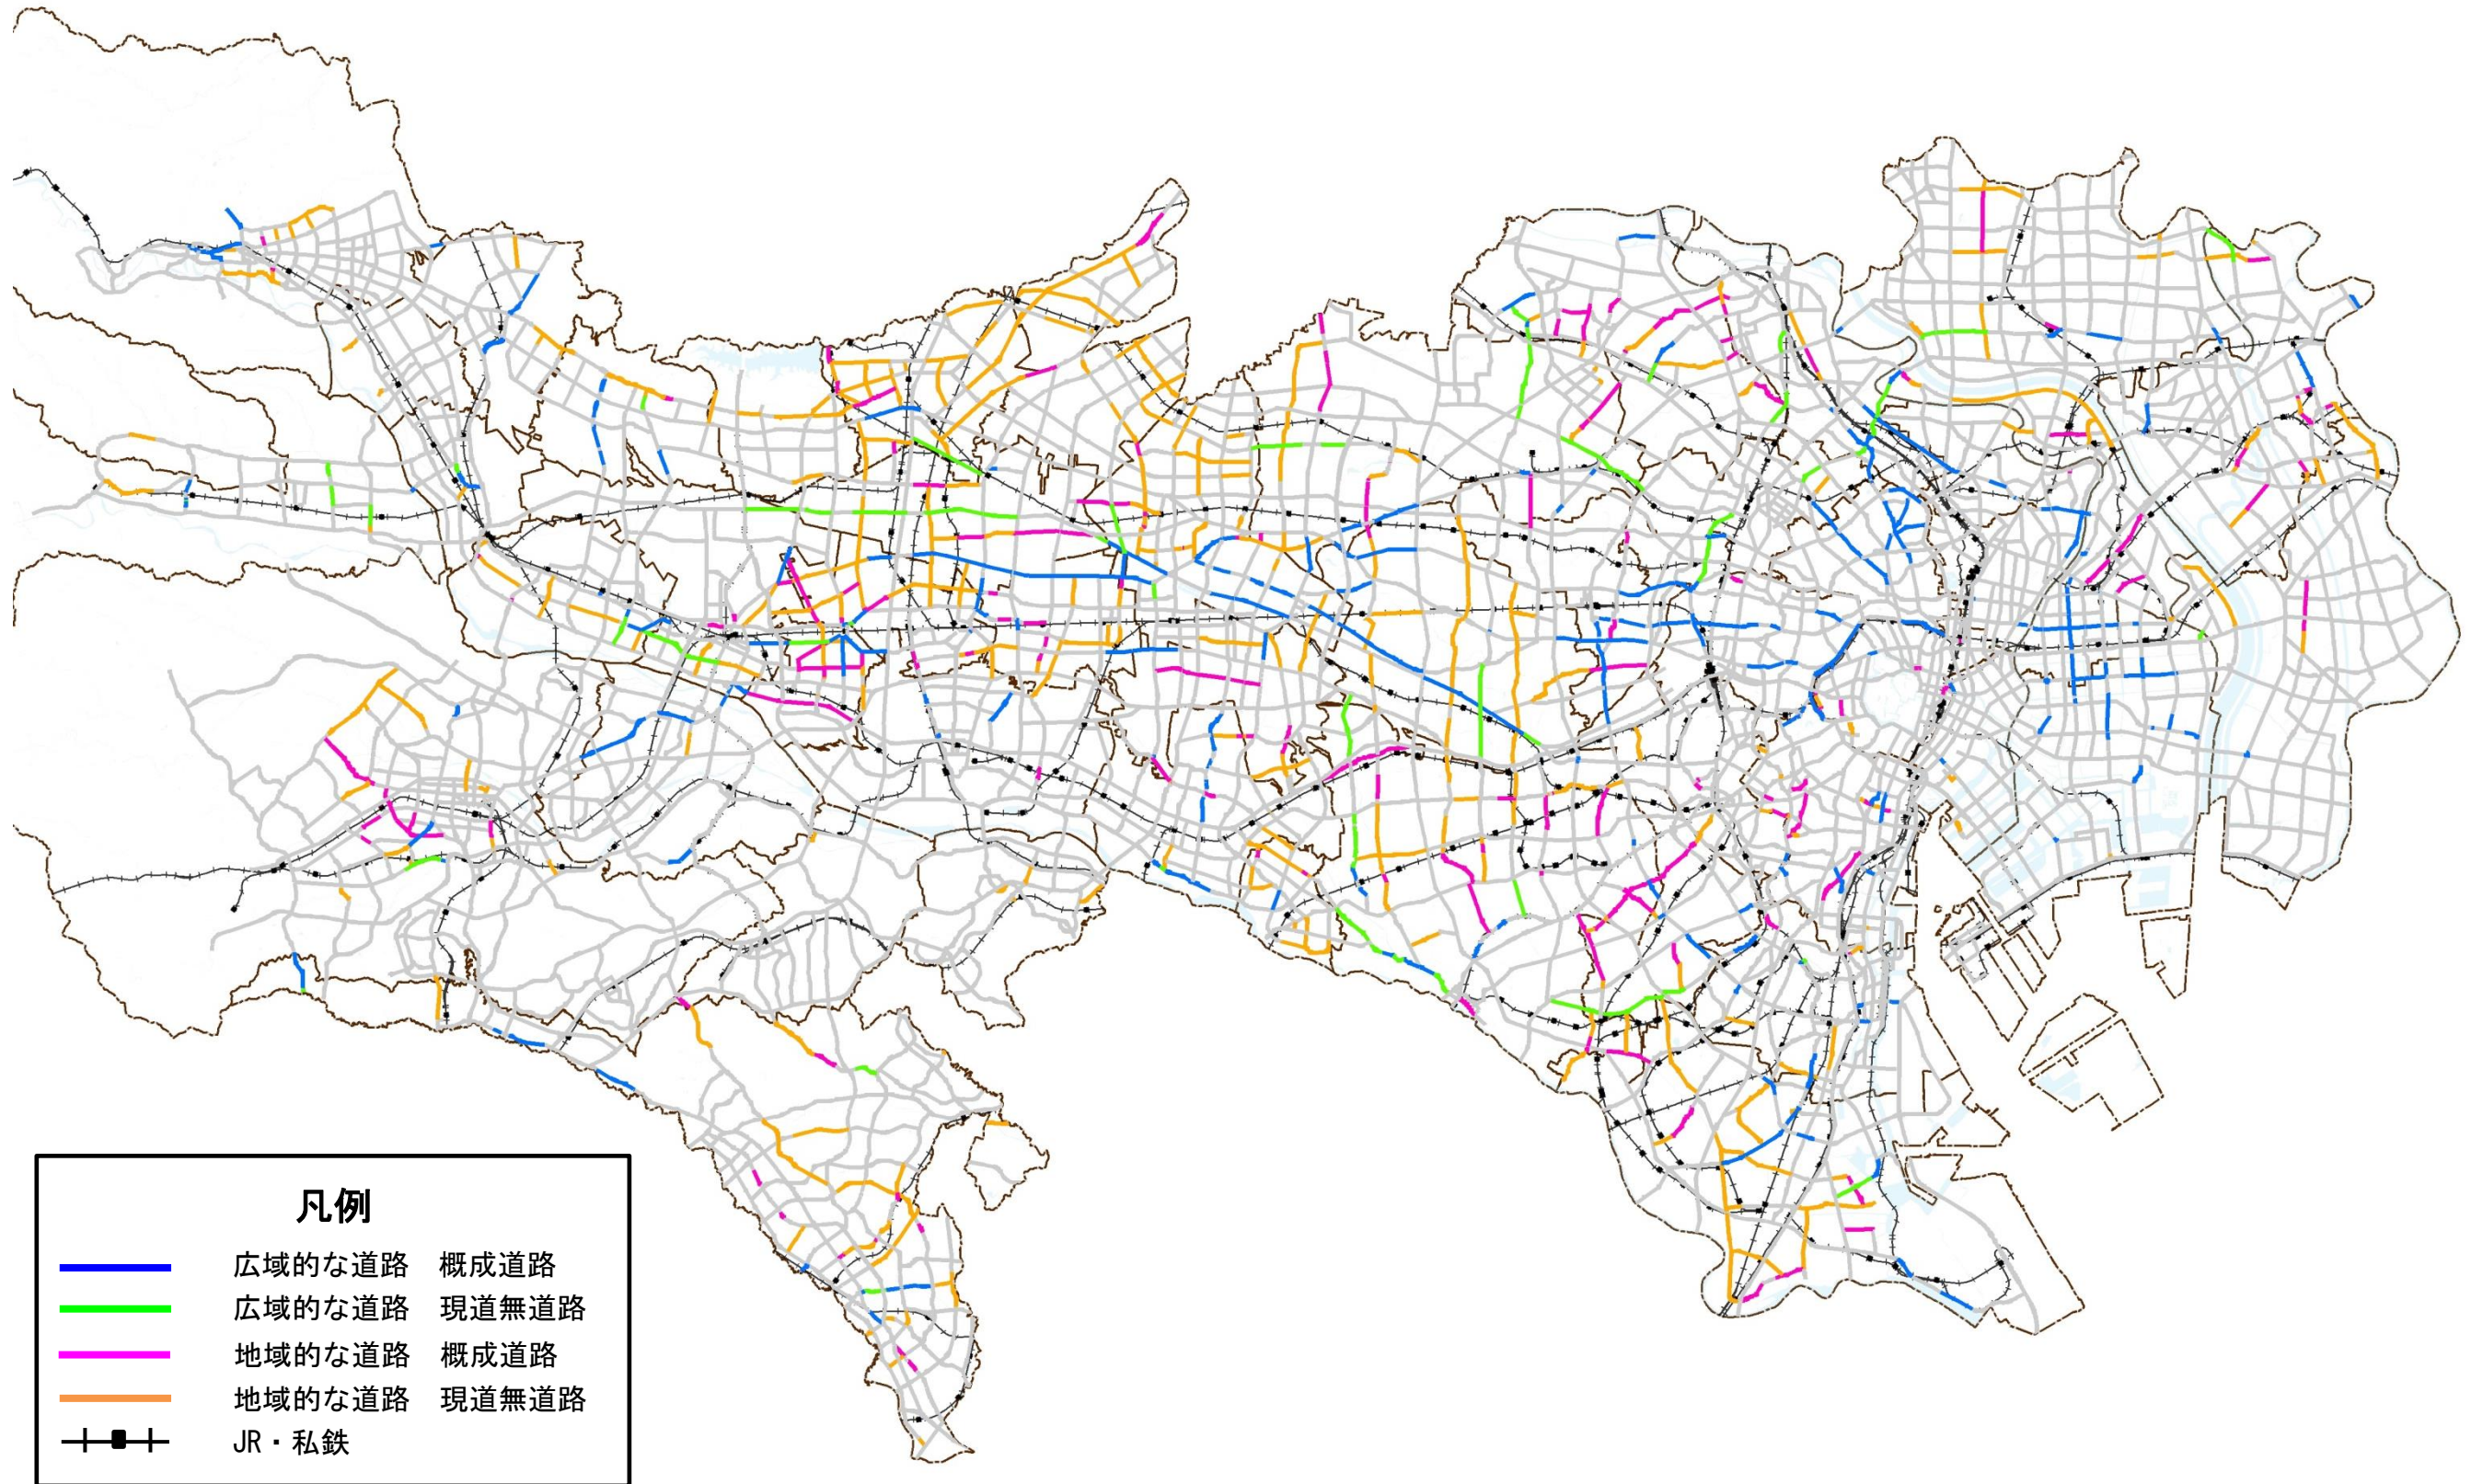 凡例
広域的な道路　概成道路
広域的な道路　現道無道路
地域的な道路　概成道路
地域的な道路　現道無道路
JR・私鉄